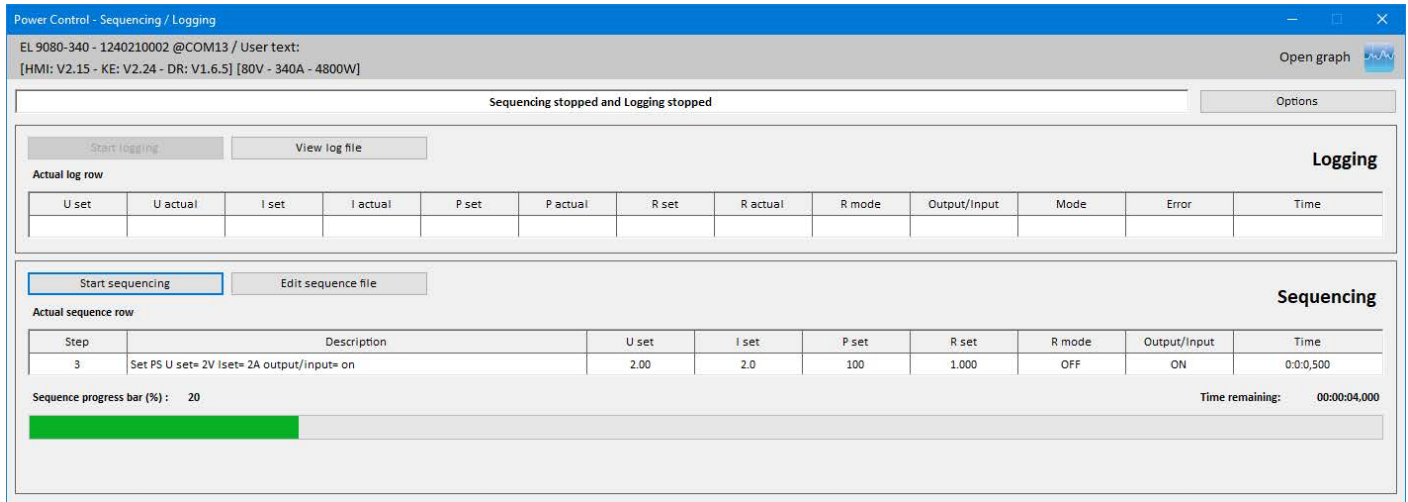 Power Control - Sequencing / Logging
EL 9080-340 - 1240210002 @COM13 / User text:
[HMI: V2.15 - KE: V2.24 - DR: V1.6.5] [80V - 340A - 4800W]
Open graph
Sequencing stopped and Logging stopped
Options
Start logging
View log file
Logging
Actual log row
U set U actual I set I actual P set P actual R set R actual R mode Output/Input Mode Error Time
Start sequencing
Edit sequence file
Sequencing
Actual sequence row
Step Description U set I set P set R set R mode Output/Input Time
3 Set PS U set= 2V Iset= 2A output/input= on 2.00 2.0 100 1.000 OFF ON 0:0:0,500
Sequence progress bar (%) : 20 Time remaining: 00:00:04,000